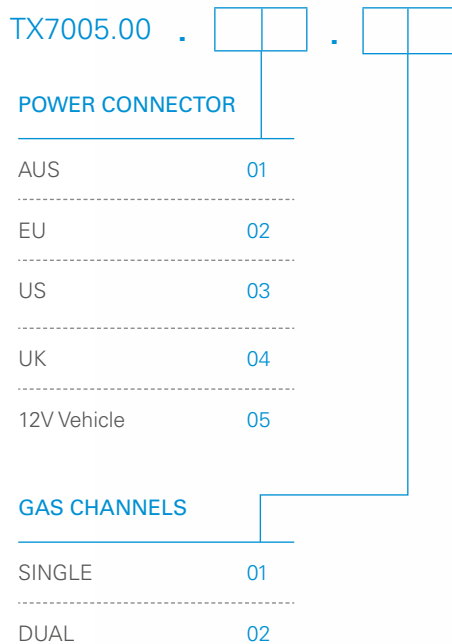 TX7005.00 . .
POWER CONNECTOR
AUS 01
EU 02
US 03
UK 04
12V Vehicle 05
GAS CHANNELS
SINGLE 01
DUAL 02